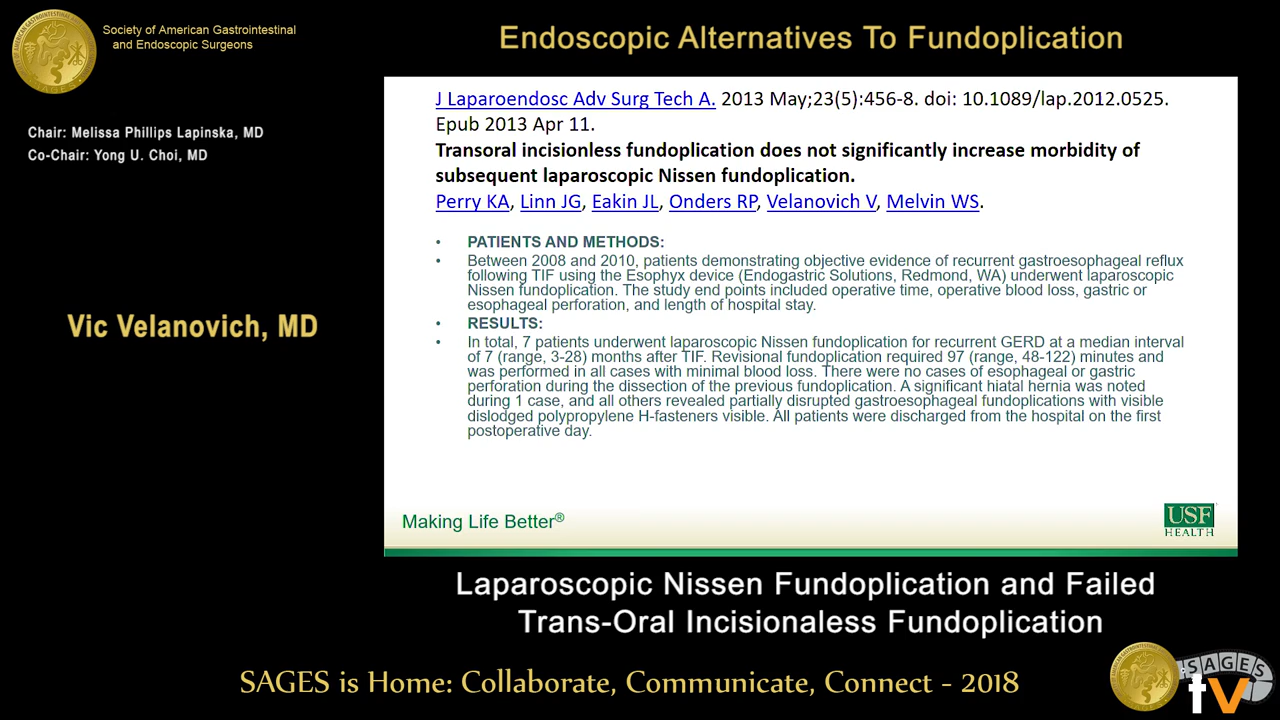 Society of American Gastrointestinal
and Endoscopic Surgeons
Endoscopic Alternatives To Fundoplication
Chair: Melissa Phillips Lapinska, MD
Co-Chair: Yong U. Choi, MD
Vic Velanovich, MD
J Laparoendosc Adv Surg Tech A. 2013 May;23(5):456-8. doi: 10.1089/lap.2012.0525.
Epub 2013 Apr 11.
Transoral incisionless fundoplication does not significantly increase morbidity of
subsequent laparoscopic Nissen fundoplication.
Perry KA, Linn JG, Eakin JL, Onders RP, Velanovich V, Melvin WS.
• PATIENTS AND METHODS:
• Between 2008 and 2010, patients demonstrating objective evidence of recurrent gastroesophageal reflux
following TIF using the Esophyx device (Endogastric Solutions, Redmond, WA) underwent laparoscopic
Nissen fundoplication. The study end points included operative time, operative blood loss, gastric or
esophageal perforation, and length of hospital stay.
• RESULTS:
• In total, 7 patients underwent laparoscopic Nissen fundoplication for recurrent GERD at a median interval
of 7 (range, 3-28) months after TIF. Revisional fundoplication required 97 (range, 48-122) minutes and
was performed in all cases with minimal blood loss. There were no cases of esophageal or gastric
perforation during the dissection of the previous fundoplication. A significant hiatal hernia was noted
during 1 case, and all others revealed partially disrupted gastroesophageal fundoplications with visible
dislodged polypropylene H-fasteners visible. All patients were discharged from the hospital on the first
postoperative day.
Making Life Better®
USF
HEALTH
Laparoscopic Nissen Fundoplication and Failed
Trans-Oral Incisionaless Fundoplication
SAGES is Home: Collaborate, Communicate, Connect - 2018
SAGES
tv